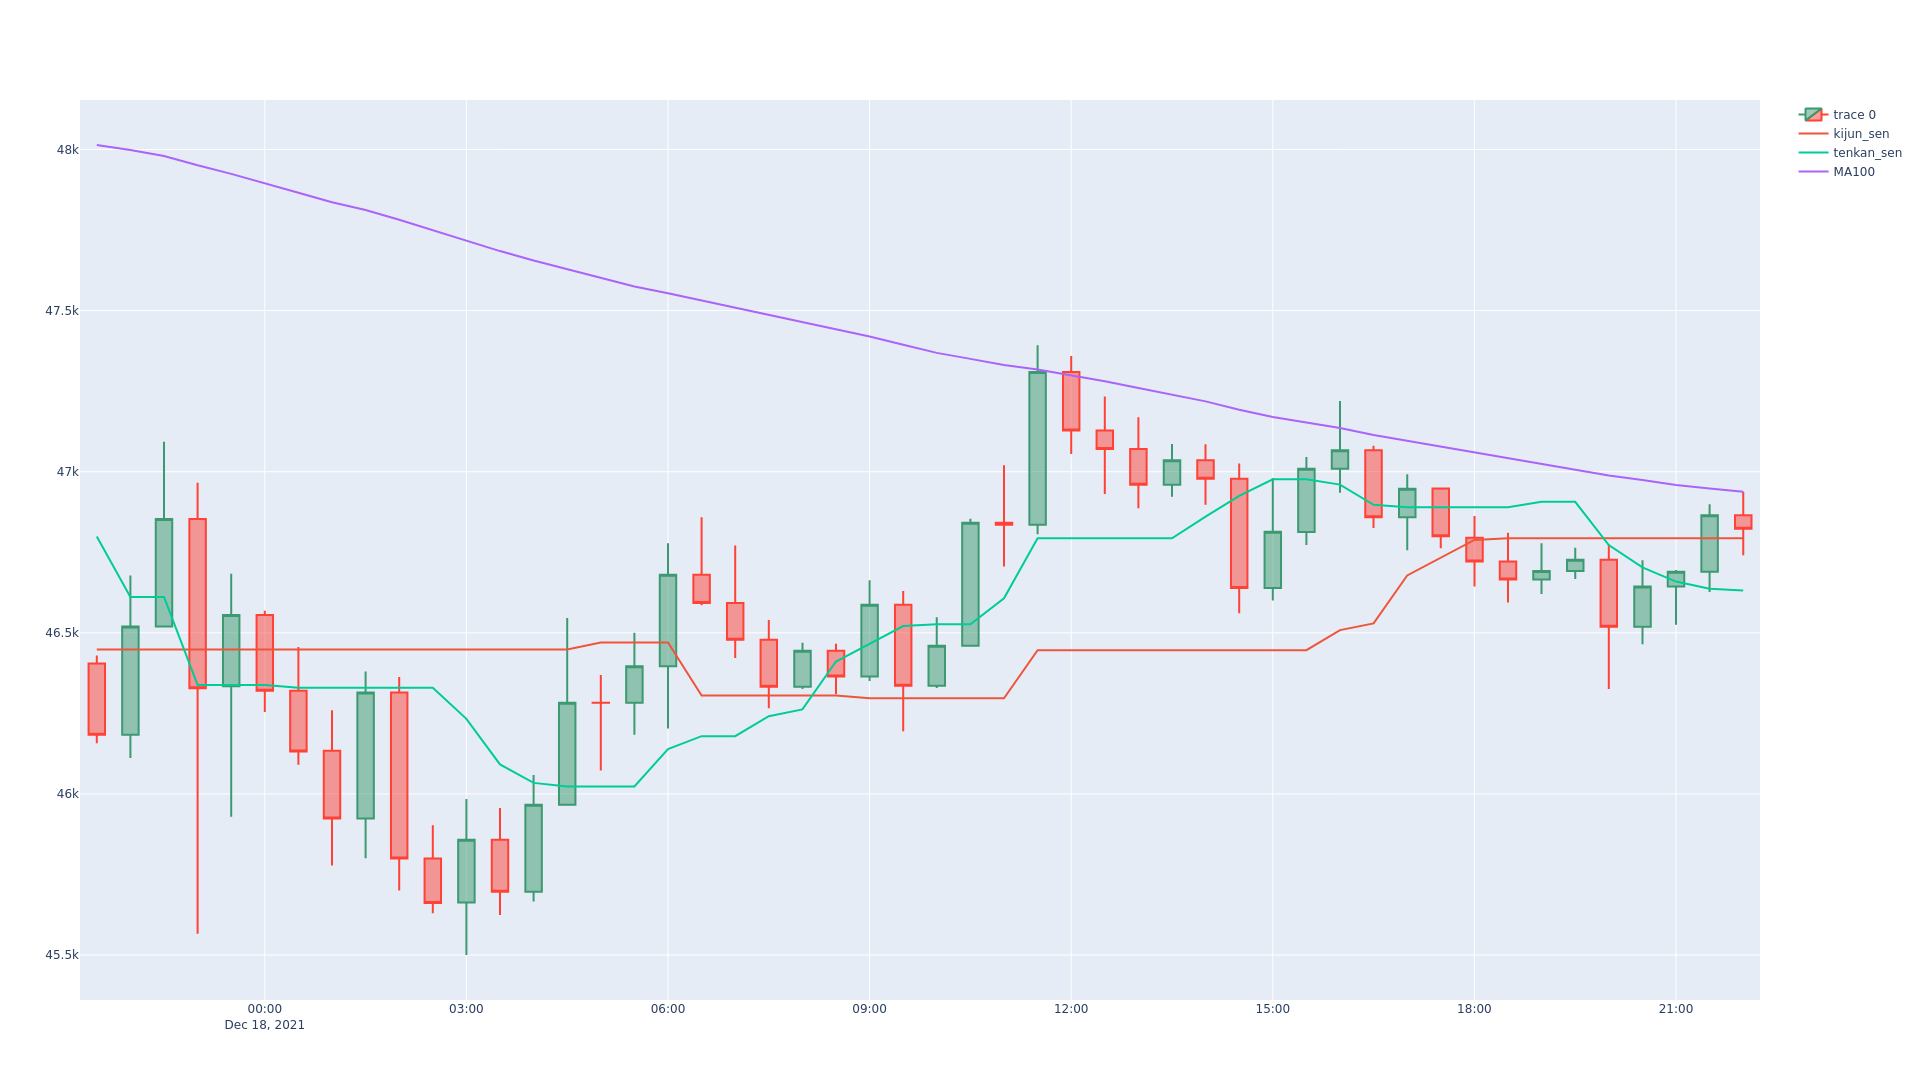 48k
47.5k
47k
46.5k
46k
45.5k
00:00
Dec 18, 2021
03:00
06:00
09:00
12:00
15:00
18:00
21:00
trace 0
kijun_sen
tenkan_sen
MA100